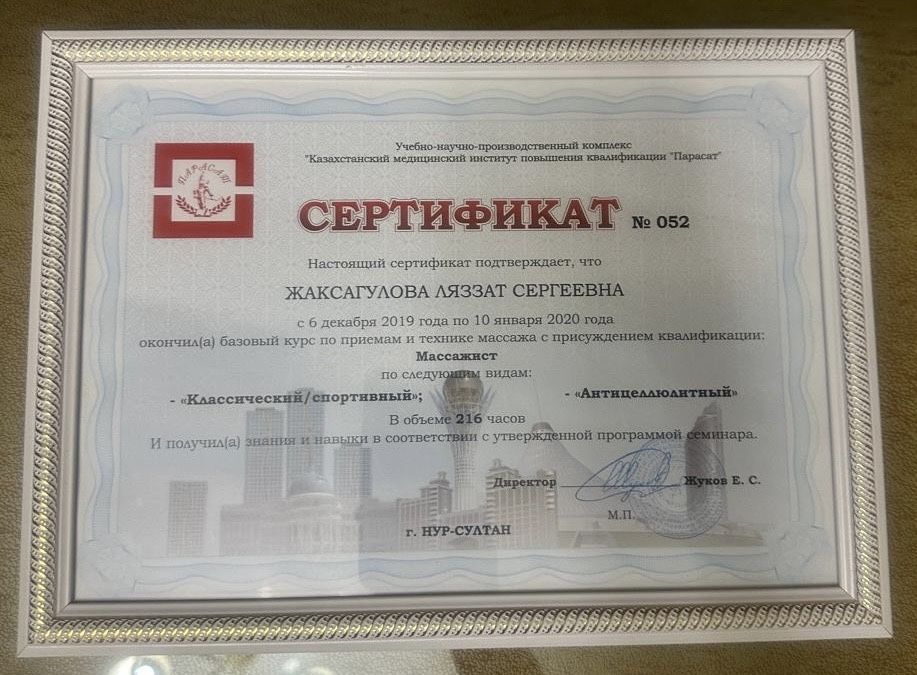 Учебно-научно-производственный комплекс
"Казахстанский медицинский институт повышения квалификации "Парасат"
ПАРАСАТ
СЕРТИФИКАТ № 052
Настоящий сертификат подтверждает, что
ЖАКСАГУЛОВА ЛЯЗЗАТ СЕРГЕЕВНА
с 6 декабря 2019 года по 10 января 2020 года
окончил(а) базовый курс по приемам и технике массажа с присуждением квалификации:
Массажист
по следующим видам:
- «Классический/спортивный»; - «Антицеллюлитный»
В объеме 216 часов
И получил(а) знания и навыки в соответствии с утвержденной программой семинара.
Директор Жуков Е. С.
М.П.
г. НУР-СУЛТАН